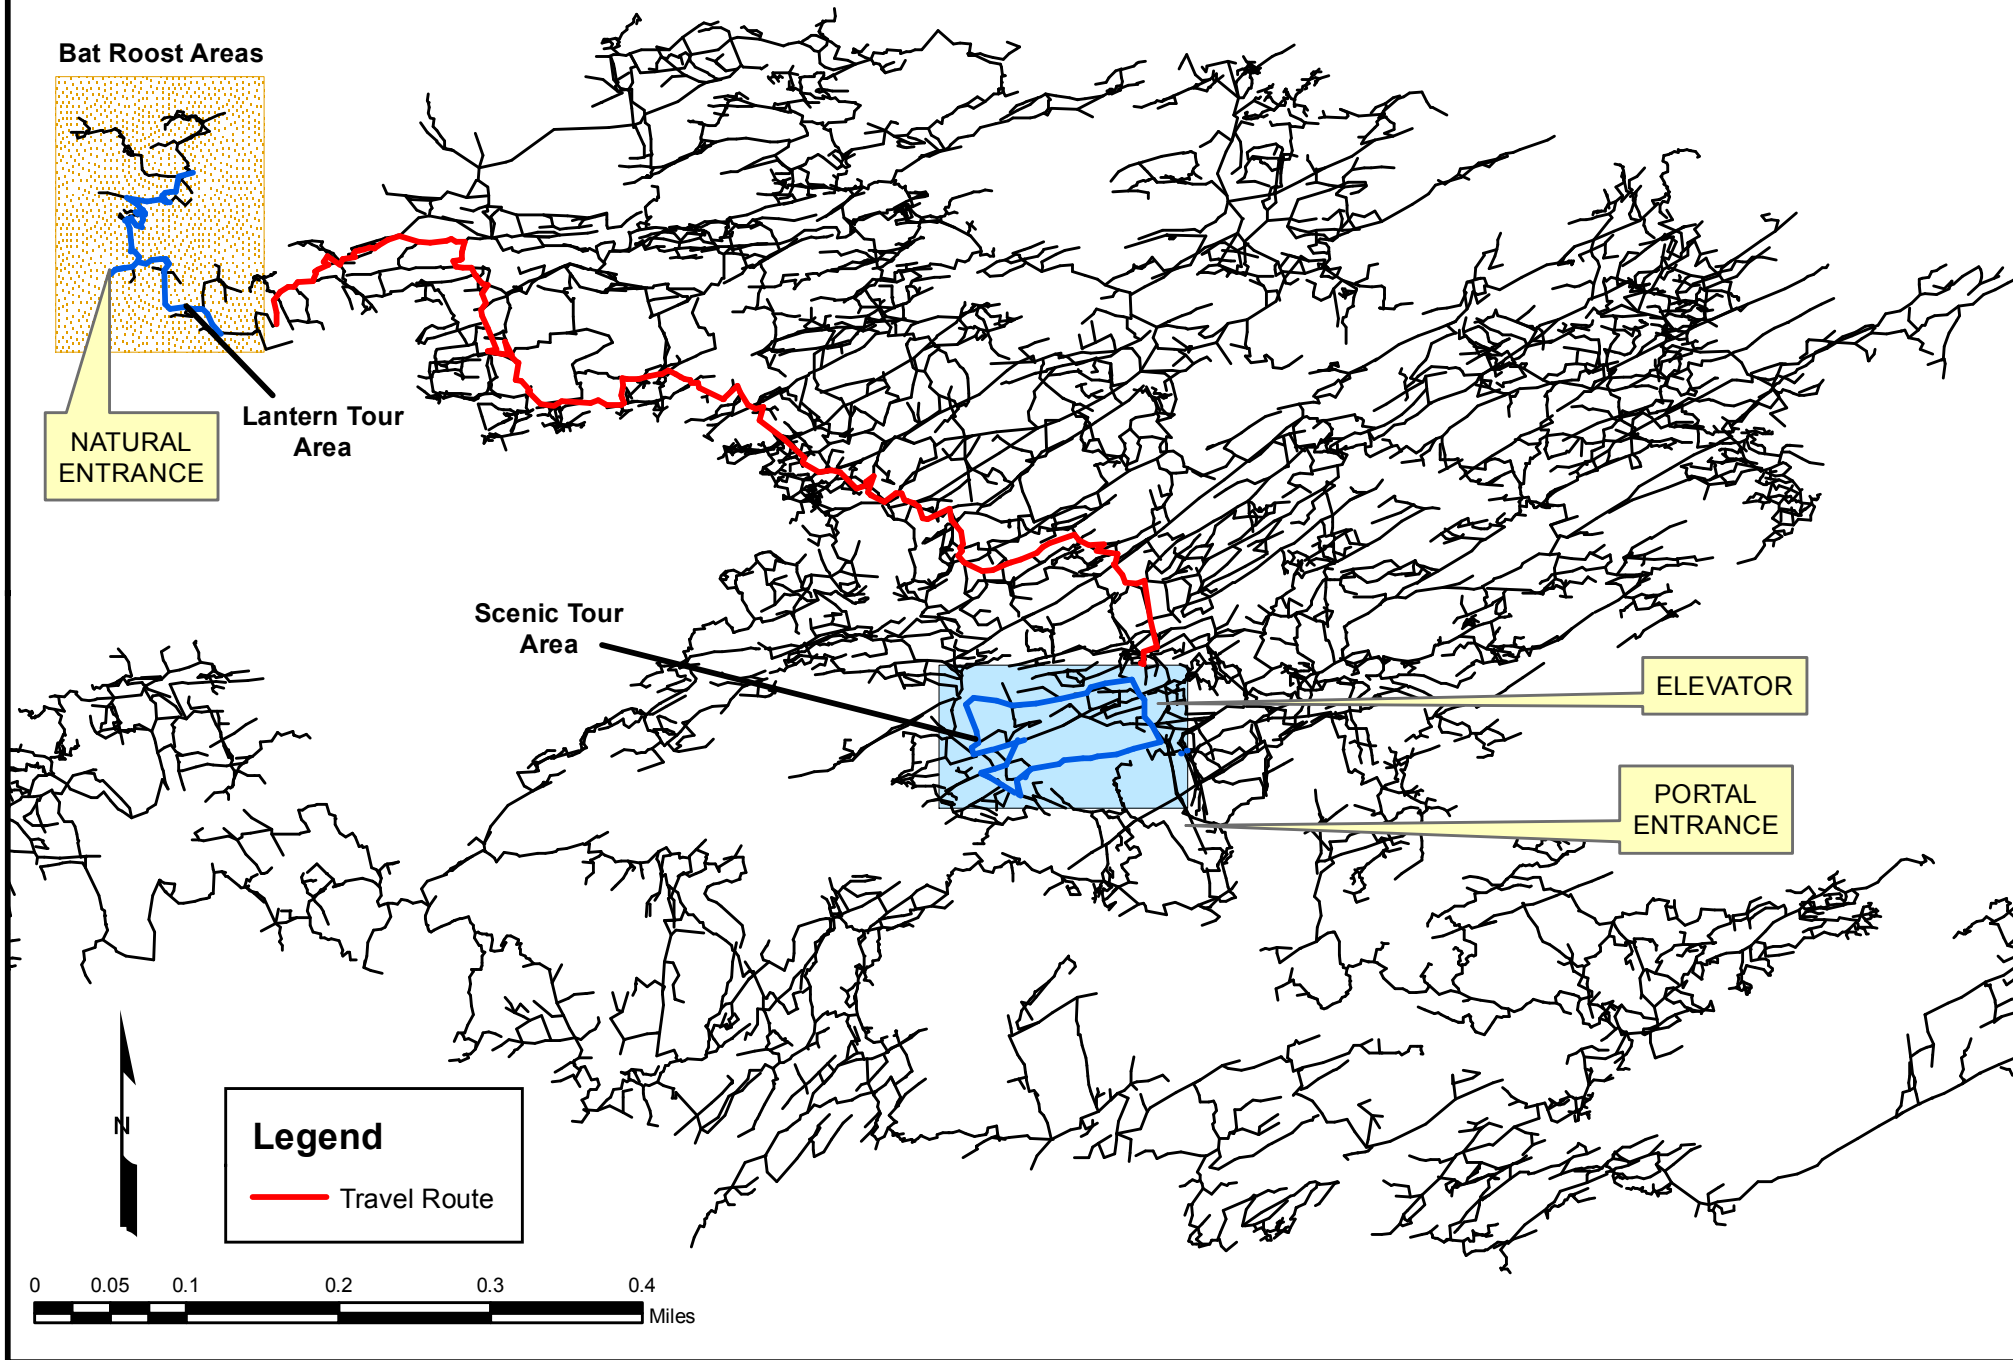 Bat Roost Areas
NATURAL
ENTRANCE
Lantern Tour
Area
Scenic Tour
Area
ELEVATOR
PORTAL
ENTRANCE
N
Legend
Travel Route
0 0.05 0.1 0.2 0.3 0.4
Miles